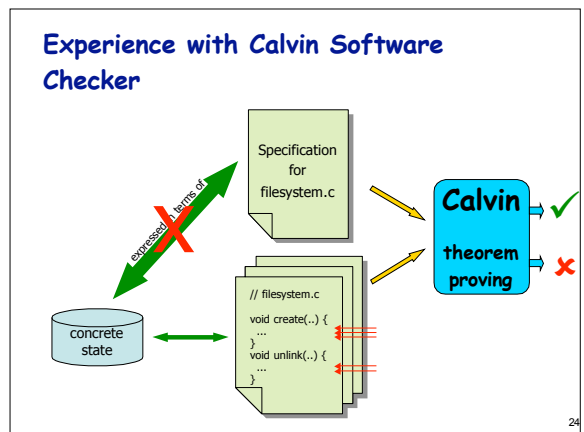 Experience with Calvin Software
Checker
Specification
for
filesystem.c
expressed in terms of
X
Calvin
theorem
proving
// filesystem.c
void create(..) {
...
}
void unlink(..) {
...
}
concrete
state
24